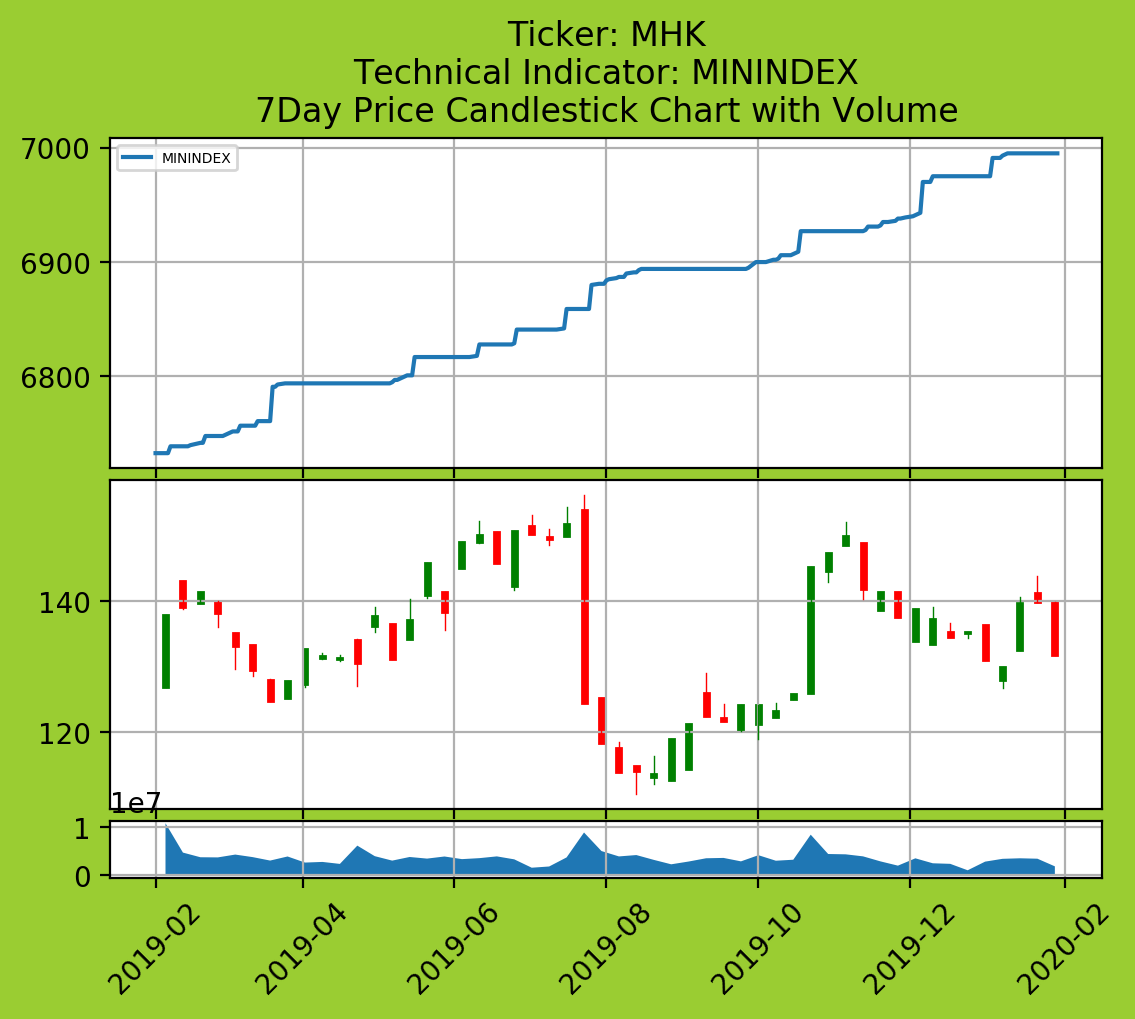 Ticker: MHK
Technical Indicator: MININDEX
7Day Price Candlestick Chart with Volume
7000
MININDEX
6900
6800
140
120
1e7
1
0
2019-02
2019-04
2019-06
2019-08
2019-10
2019-12
2020-02